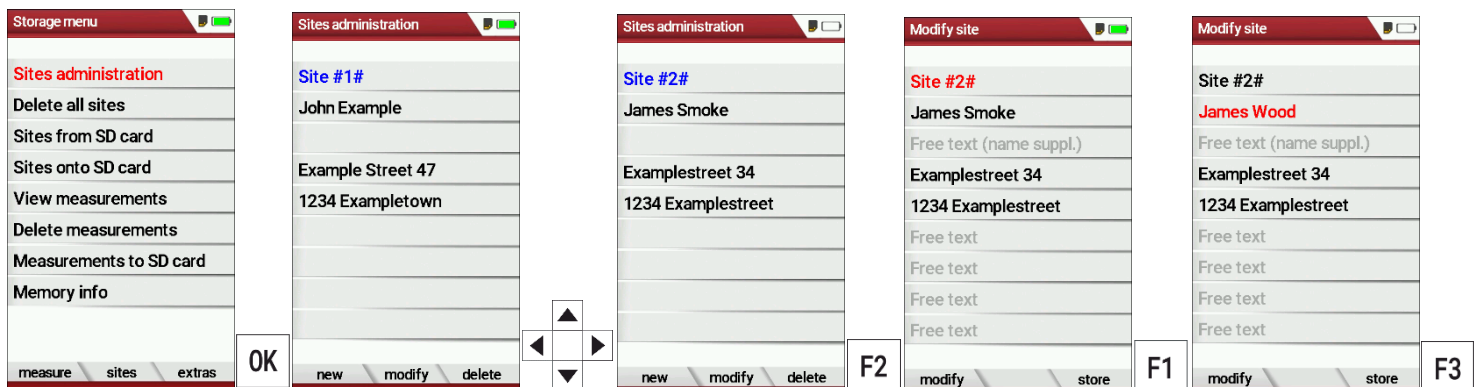 Storage menu
Sites administration
Delete all sites
Sites from SD card
Sites onto SD card
View measurements
Delete measurements
Measurements to SD card
Memory info
measure sites extras
OK
Sites administration
Site #1#
John Example
Example Street 47
1234 Exampletown
new modify delete
Sites administration
Site #2#
James Smoke
Examplestreet 34
1234 Examplestreet
new modify delete
F2
Modify site
Site #2#
James Smoke
Free text (name suppl.)
Examplestreet 34
1234 Examplestreet
Free text
Free text
Free text
Free text
modify store
F1
Modify site
Site #2#
James Wood
Free text (name suppl.)
Examplestreet 34
1234 Examplestreet
Free text
Free text
Free text
Free text
modify store
F3